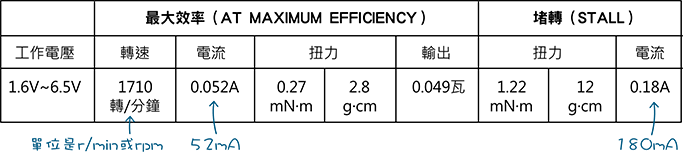 最大效率（AT MAXIMUM EFFICIENCY） 堵轉（STALL）
工作電壓 轉速 電流 扭力 輸出 扭力 電流
1.6V~6.5V 1710 0.052A 0.27 2.8 0.049瓦 1.22 12 0.18A
轉/分鐘 mN·m g·cm mN·m g·cm
單位是r/min或rpm 52mA 180mA